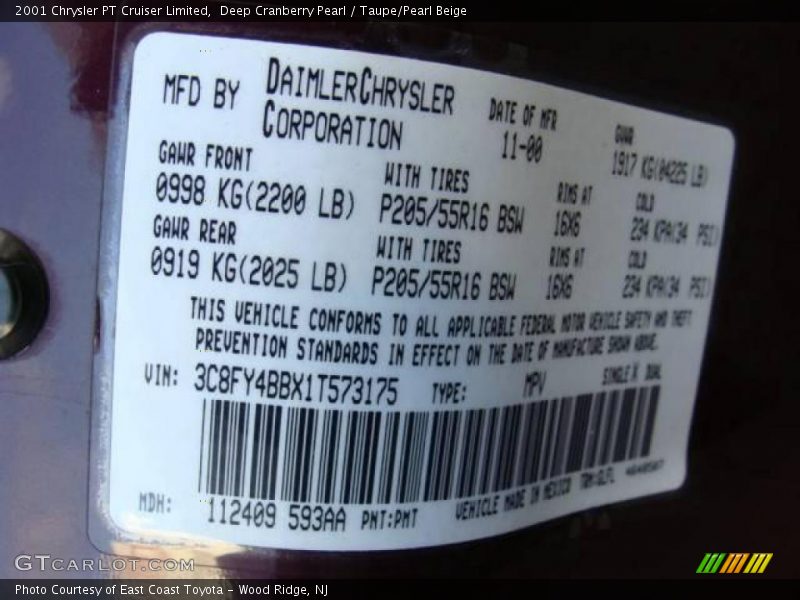 2001 Chrysler PT Cruiser Limited, Deep Cranberry Pearl / Taupe/Pearl Beige
MFD BY DAIMLERCHRYSLER CORPORATION
DATE OF MFR 11-00
GVWR 1917 KG(04225 LB)
GAWR FRONT WITH TIRES RIMS AT COLD
0998 KG(2200 LB) P205/55R16 BSW 16X6 234 KPA(34 PSI)
GAWR REAR WITH TIRES RIMS AT COLD
0919 KG(2025 LB) P205/55R16 BSW 16X6 234 KPA(34 PSI)
THIS VEHICLE CONFORMS TO ALL APPLICABLE FEDERAL MOTOR VEHICLE SAFETY AND THEFT
PREVENTION STANDARDS IN EFFECT ON THE DATE OF MANUFACTURE SHOWN ABOVE.
VIN: 3C8FY4BBX1T573175 TYPE: MPV SINGLE X DUAL
MDH: 112409 593AA PNT:PMT VEHICLE MADE IN MEXICO
GTCARLOT.COM
Photo Courtesy of East Coast Toyota - Wood Ridge, NJ